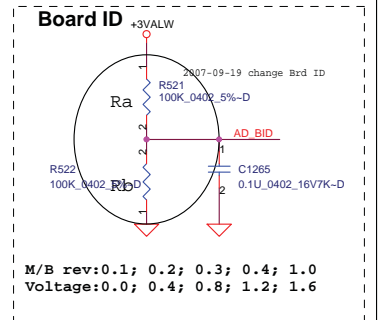 Board ID
+3VALW
1
2007-09-19 change Brd ID
R521
Ra
100K_0402_5%~D
2
AD_BID
2
1
R522
C1265
100K_0402_5%~D
Rb
2
0.1U_0402_16V7K~D
1
M/B rev:0.1; 0.2; 0.3; 0.4; 1.0
Voltage:0.0; 0.4; 0.8; 1.2; 1.6